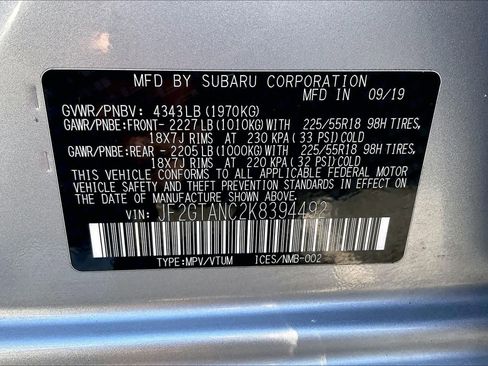 MFD BY SUBARU CORPORATION
MFD IN 09/19
GVWR/PNBV: 4343LB (1970KG)
GAWR/PNBE:FRONT- 2227LB(1010KG)WITH 225/55R18 98H TIRES,
18X7J RIMS AT 230 KPA(33 PSI)COLD
GAWR/PNBE:REAR - 2205LB(1000KG)WITH 225/55R18 98H TIRES,
18X7J RIMS AT 220 KPA(32 PSI)COLD
THIS VEHICLE CONFORMS TO ALL APPLICABLE FEDERAL MOTOR
VEHICLE SAFETY STANDARDS IN EFFECT ON THE
DATE OF MANUFACTURE SHOWN ABOVE.
VIN: JF2GTANC2K8394492
TYPE:MPV/VTUM ICES/NMB-002